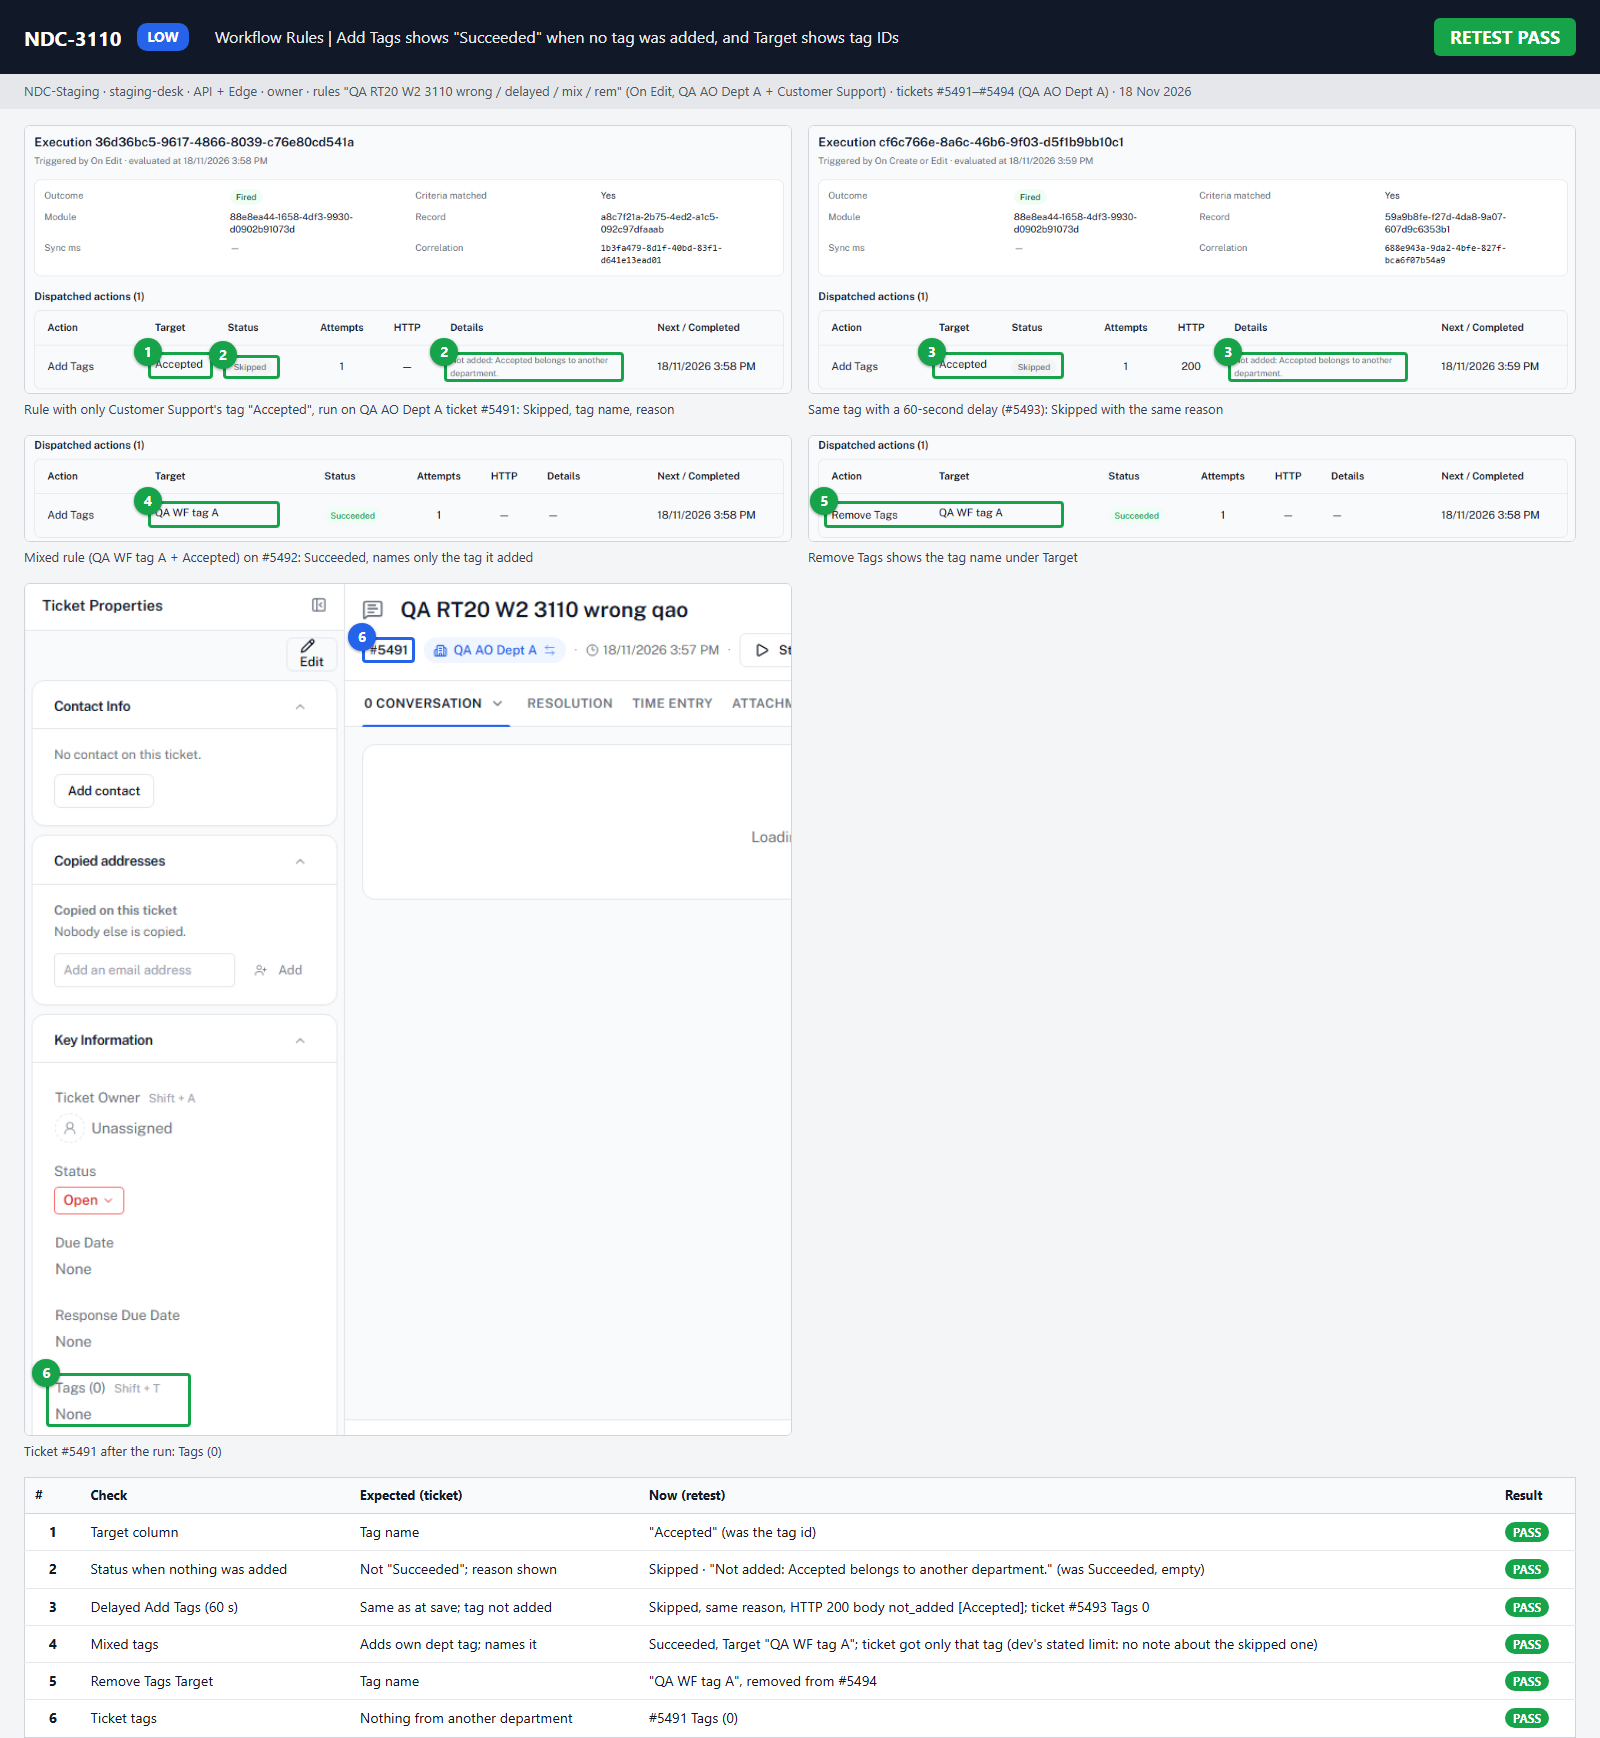 NDC-3110 LOW Workflow Rules | Add Tags shows "Succeeded" when no tag was added, and Target shows tag IDs RETEST PASS
NDC-Staging · staging-desk · API + Edge · owner · rules "QA RT20 W2 3110 wrong / delayed / mix / rem" (On Edit, QA AO Dept A + Customer Support) · tickets #5491–#5494 (QA AO Dept A) · 18 Nov 2026
Execution 36d36bc5-9617-4866-8039-c76e80cd541a
Triggered by On Edit · evaluated at 18/11/2026 3:58 PM
Outcome Fired Criteria matched Yes
Module 88e8ea44-1658-4df3-9930-d0902b91073d Record a8c7f21a-2b75-4ed2-a1c5-092c97dfaaab
Sync ms — Correlation 1b3fa479-8d1f-40bd-83f1-d641e13ead01
Dispatched actions (1)
Action Target Status Attempts HTTP Details Next / Completed
1 2 2
Add Tags Accepted Skipped 1 — Not added: Accepted belongs to another department. 18/11/2026 3:58 PM
Rule with only Customer Support's tag "Accepted", run on QA AO Dept A ticket #5491: Skipped, tag name, reason
Execution cf6c766e-8a6c-46b6-9f03-d5f1b9bb10c1
Triggered by On Create or Edit · evaluated at 18/11/2026 3:59 PM
Outcome Fired Criteria matched Yes
Module 88e8ea44-1658-4df3-9930-d0902b91073d Record 59a9b8fe-f27d-4da8-9a07-607d9c6353b1
Sync ms — Correlation 688e943a-9da2-4bfe-827f-bca6f07b54a9
Dispatched actions (1)
Action Target Status Attempts HTTP Details Next / Completed
3 3
Add Tags Accepted Skipped 1 200 Not added: Accepted belongs to another department. 18/11/2026 3:59 PM
Same tag with a 60-second delay (#5493): Skipped with the same reason
Dispatched actions (1)
Action Target Status Attempts HTTP Details Next / Completed
4
Add Tags QA WF tag A Succeeded 1 — — 18/11/2026 3:58 PM
Mixed rule (QA WF tag A + Accepted) on #5492: Succeeded, names only the tag it added
Dispatched actions (1)
Action Target Status Attempts HTTP Details Next / Completed
5
Remove Tags QA WF tag A Succeeded 1 — — 18/11/2026 3:58 PM
Remove Tags shows the tag name under Target
Ticket Properties
Edit
Contact Info
No contact on this ticket.
Add contact
Copied addresses
Copied on this ticket
Nobody else is copied.
Add an email address Add
Key Information
Ticket Owner Shift + A
Unassigned
Status
Open
Due Date
None
Response Due Date
None
6
Tags (0) Shift + T
None
QA RT20 W2 3110 wrong qao
6
#5491 QA AO Dept A · 18/11/2026 3:57 PM · St
0 CONVERSATION RESOLUTION TIME ENTRY ATTACHM
Loadi
Ticket #5491 after the run: Tags (0)
# Check Expected (ticket) Now (retest) Result
1 Target column Tag name "Accepted" (was the tag id) PASS
2 Status when nothing was added Not "Succeeded"; reason shown Skipped · "Not added: Accepted belongs to another department." (was Succeeded, empty) PASS
3 Delayed Add Tags (60 s) Same as at save; tag not added Skipped, same reason, HTTP 200 body not_added [Accepted]; ticket #5493 Tags 0 PASS
4 Mixed tags Adds own dept tag; names it Succeeded, Target "QA WF tag A"; ticket got only that tag (dev's stated limit: no note about the skipped one) PASS
5 Remove Tags Target Tag name "QA WF tag A", removed from #5494 PASS
6 Ticket tags Nothing from another department #5491 Tags (0) PASS